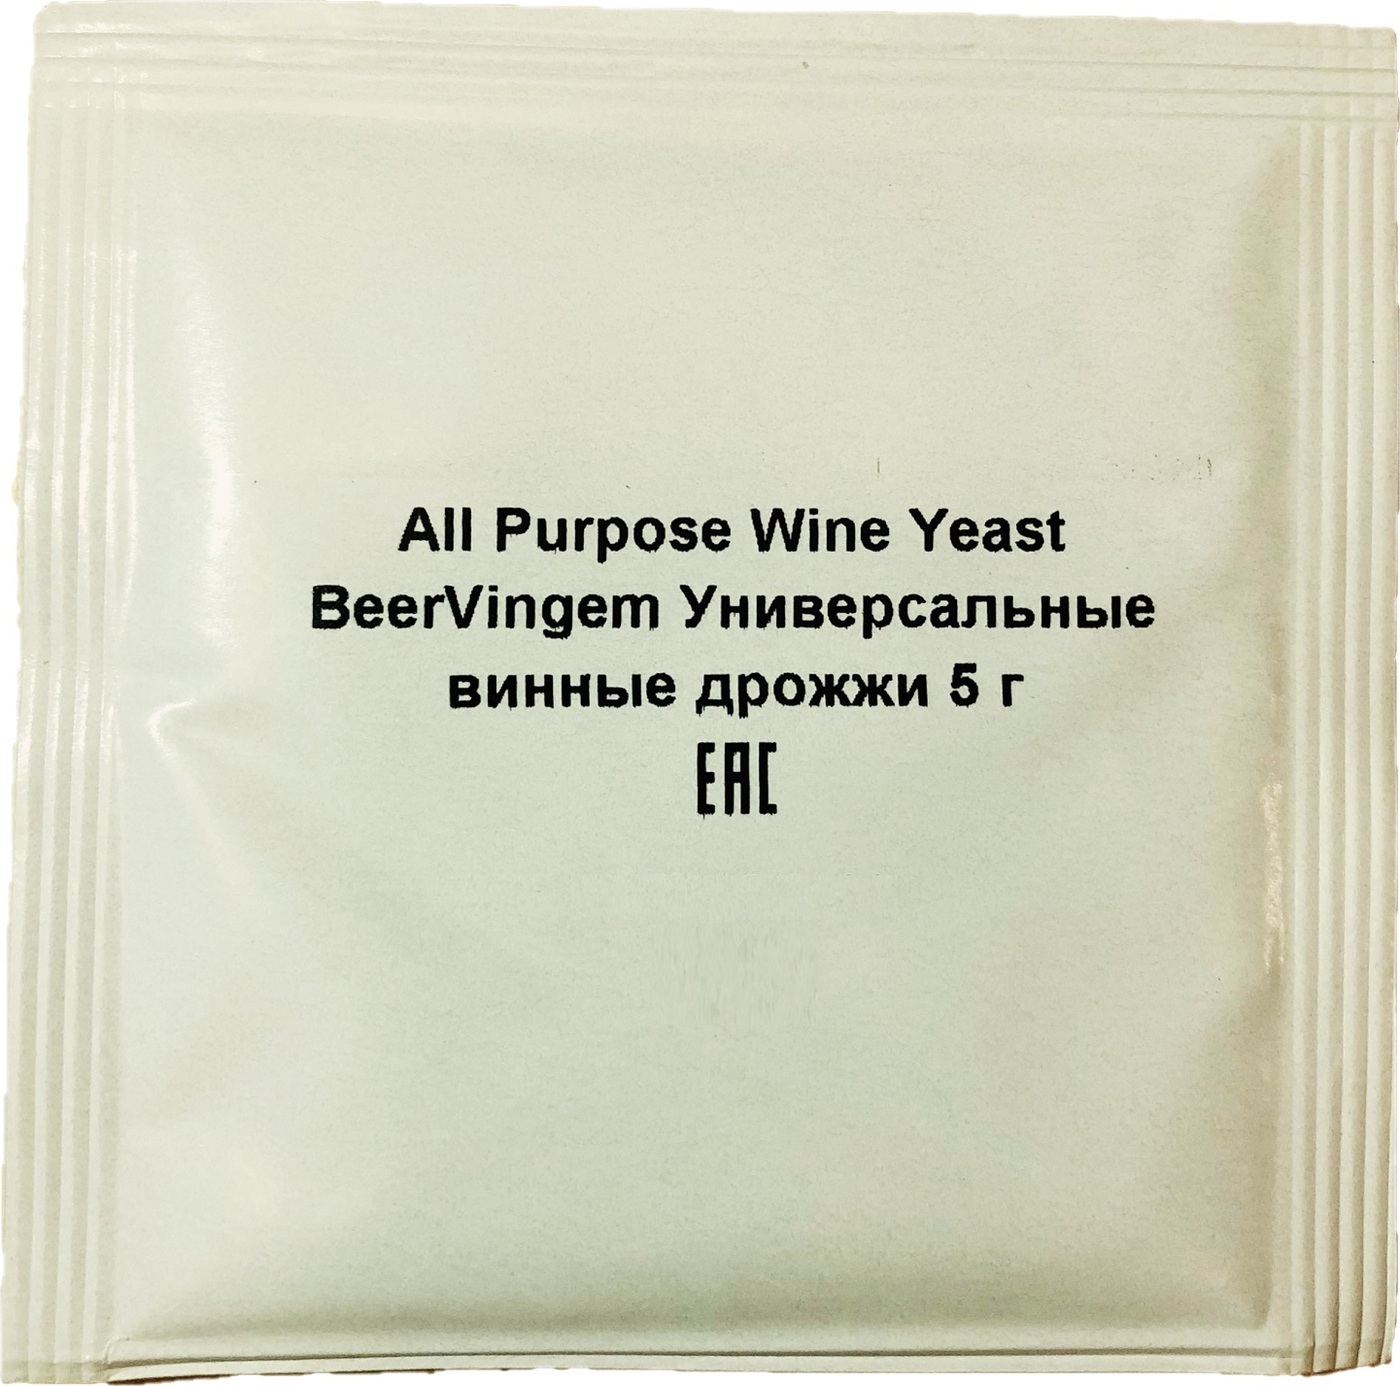 All Purpose Wine Yeast
BeerVingem Универсальные
винные дрожжи 5 г
EAC